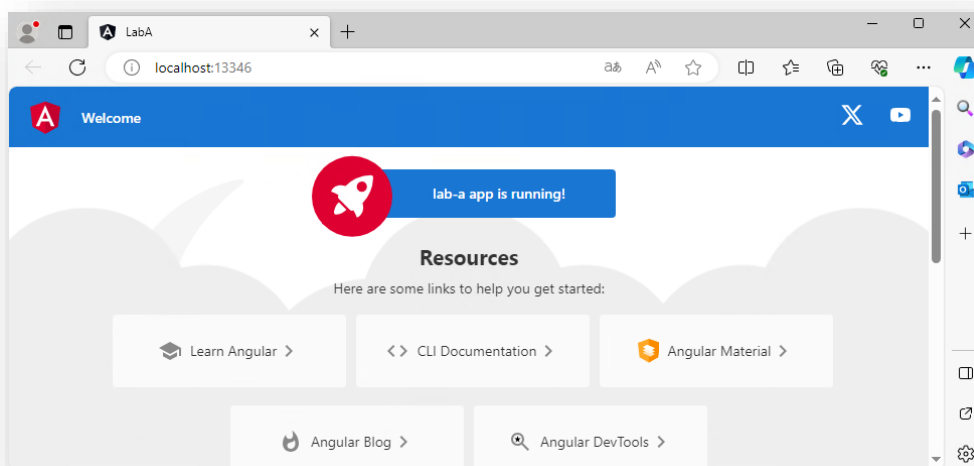 LabA
localhost:13346
Welcome
lab-a app is running!
Resources
Here are some links to help you get started:
Learn Angular
CLI Documentation
Angular Material
Angular Blog
Angular DevTools